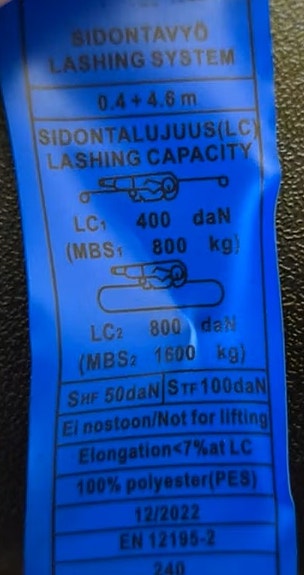 SIDONTAVYÖ
LASHING SYSTEM
0.4+4.6 m
SIDONTALUJUUS(LC)
LASHING CAPACITY
LC1 400 daN
(MBS1 800 kg)
LC2 800 daN
(MBS2 1600 kg)
SHF 50daN STF 100daN
Ei nostoon/Not for lifting
Elongation<7%at LC
100% polyester(PES)
12/2022
EN 12195-2
240